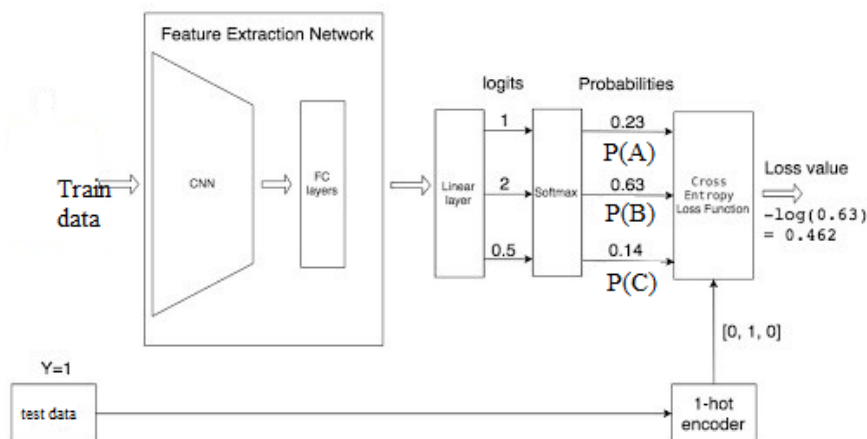 Feature Extraction Network
logits
Probabilities
Train
data
CNN
FC
layers
Linear
layer
1
2
0.5
Softmax
0.23
P(A)
0.63
P(B)
0.14
P(C)
Cross
Entropy
Loss Function
Loss value
-log(0.63)
= 0.462
[0, 1, 0]
Y=1
test data
1-hot
encoder